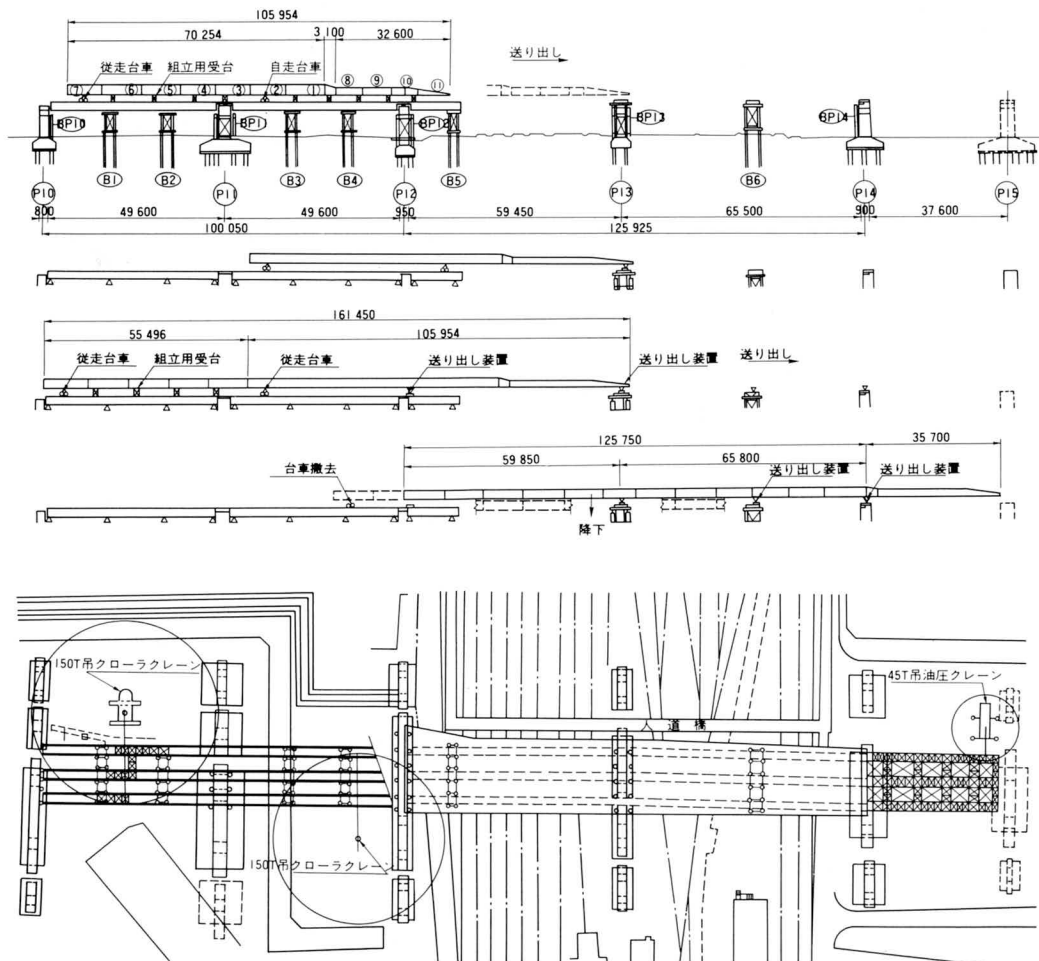 105 954
70 254 3 100 32 600
送り出し
従走台車 組立用受台 自走台車
⑦ ⑥ ⑤ ④ ③ ② ① ⑧ ⑨ ⑩ ⑪
BP10 BP11 BP12 BP13 BP14
B1 B2 B3 B4 B5 B6
P10 P11 P12 P13 P14 P15
800 49 600 49 600 950 59 450 65 500 900 37 600
100 050 125 925
161 450
55 496 105 954
従走台車 組立用受台 従走台車 送り出し装置 送り出し装置 送り出し
125 750 35 700
59 850 65 800
台車撤去 送り出し装置 送り出し装置
降下
150T吊クローラクレーン
45T吊油圧クレーン
人道橋
150T吊クローラクレーン